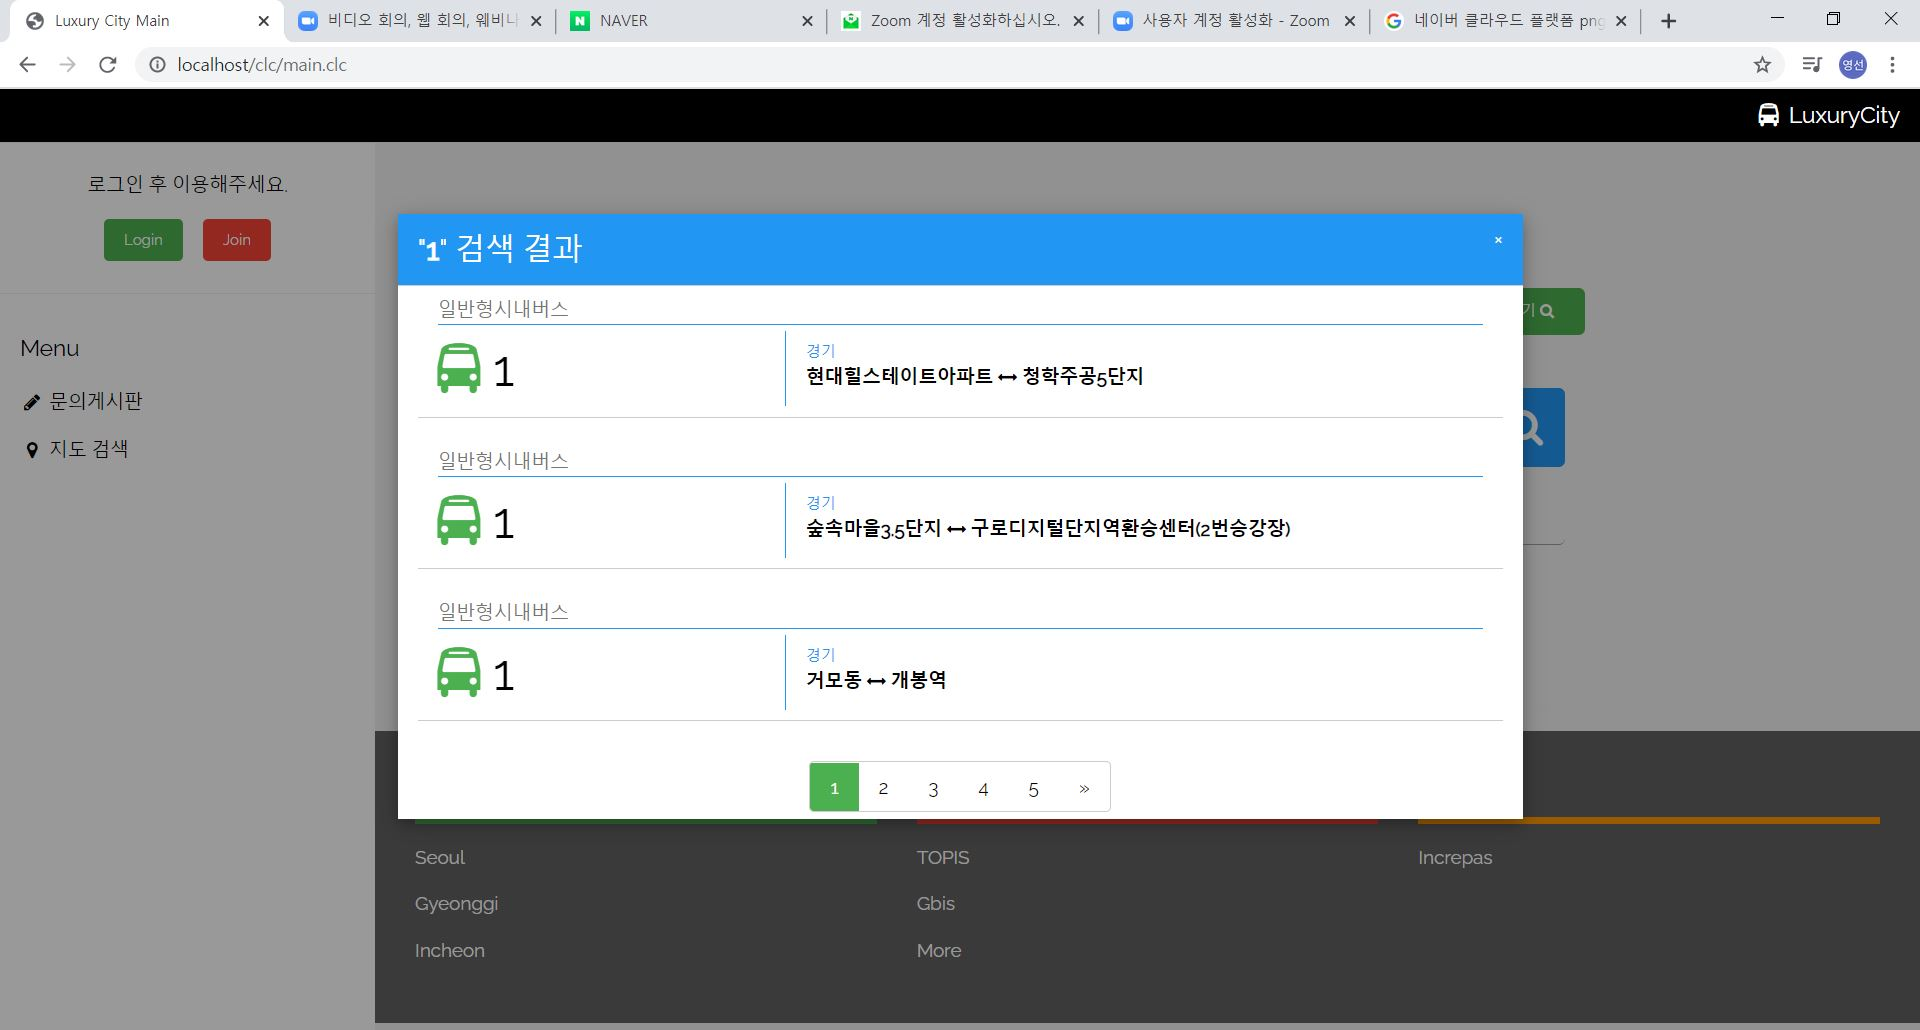 Luxury City Main
비디오 회의, 웹 회의, 웨비나
NAVER
Zoom 계정 활성화하십시오.
사용자 계정 활성화 - Zoom
네이버 클라우드 플랫폼 png
localhost/clc/main.clc
영선
LuxuryCity
로그인 후 이용해주세요.
Login
Join
Menu
문의게시판
지도 검색
"1" 검색 결과
×
기
일반형시내버스
1
경기
현대힐스테이트아파트 ↔ 청학주공5단지
일반형시내버스
1
경기
숲속마을3.5단지 ↔ 구로디지털단지역환승센터(2번승강장)
일반형시내버스
1
경기
거모동 ↔ 개봉역
1 2 3 4 5 »
Seoul
TOPIS
Increpas
Gyeonggi
Gbis
Incheon
More